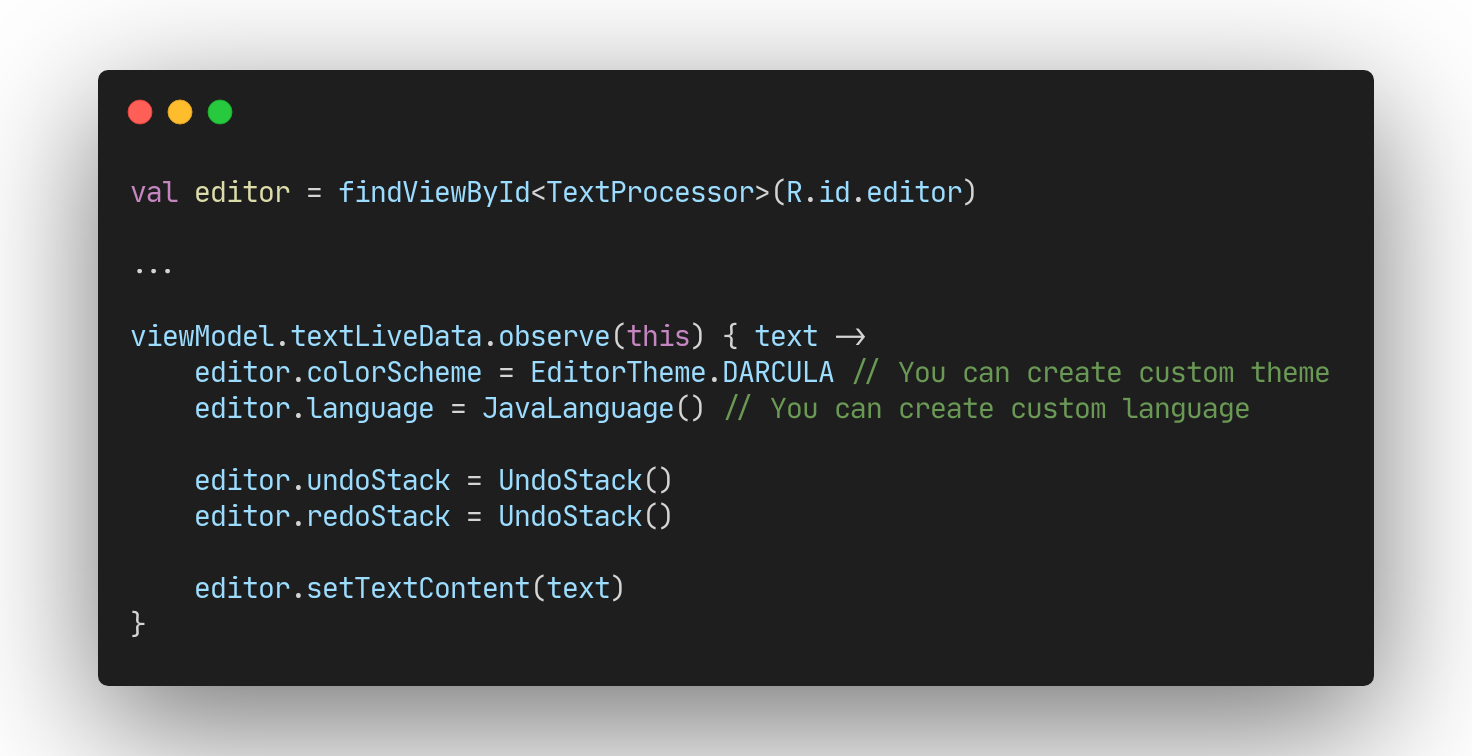 val editor = findViewById<TextProcessor>(R.id.editor)
...
viewModel.textLiveData.observe(this) { text ->
    editor.colorScheme = EditorTheme.DARCULA // You can create custom theme
    editor.language = JavaLanguage() // You can create custom language
    editor.undoStack = UndoStack()
    editor.redoStack = UndoStack()
    editor.setTextContent(text)
}